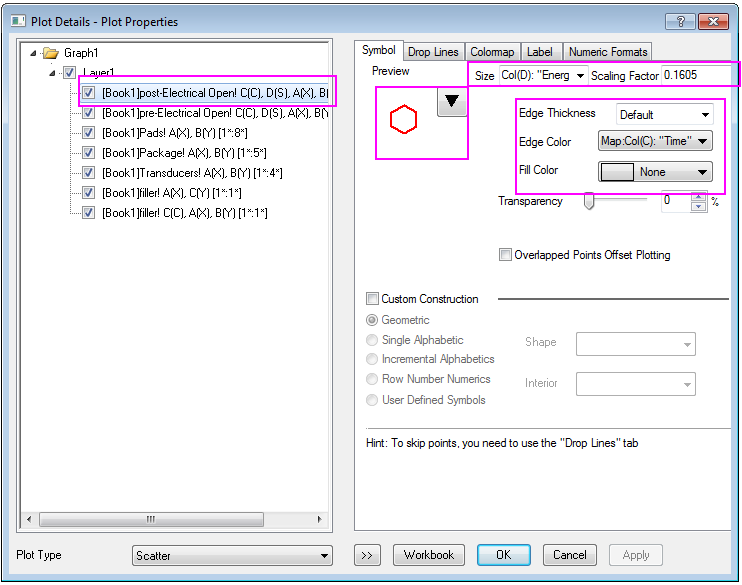 Plot Details - Plot Properties
Graph1
Layer1
[Book1]post-Electrical Open! C(C), D(S), A(X), B(
[Book1]pre-Electrical Open! C(C), D(S), A(X), B(Y
[Book1]Pads! A(X), B(Y) [1*:8*]
[Book1]Package! A(X), B(Y) [1*:5*]
[Book1]Transducers! A(X), B(Y) [1*:4*]
[Book1]filler! A(X), C(Y) [1*:1*]
[Book1]filler! C(C), A(X), B(Y) [1*:1*]
Symbol Drop Lines Colormap Label Numeric Formats
Preview
Size Col(D): "Energ Scaling Factor 0.1605
Edge Thickness Default
Edge Color Map:Col(C): "Time"
Fill Color None
Transparency 0 %
Overlapped Points Offset Plotting
Custom Construction
Geometric
Single Alphabetic
Incremental Alphabetics
Row Number Numerics
User Defined Symbols
Shape
Interior
Hint: To skip points, you need to use the "Drop Lines" tab
Plot Type Scatter >> Workbook OK Cancel Apply